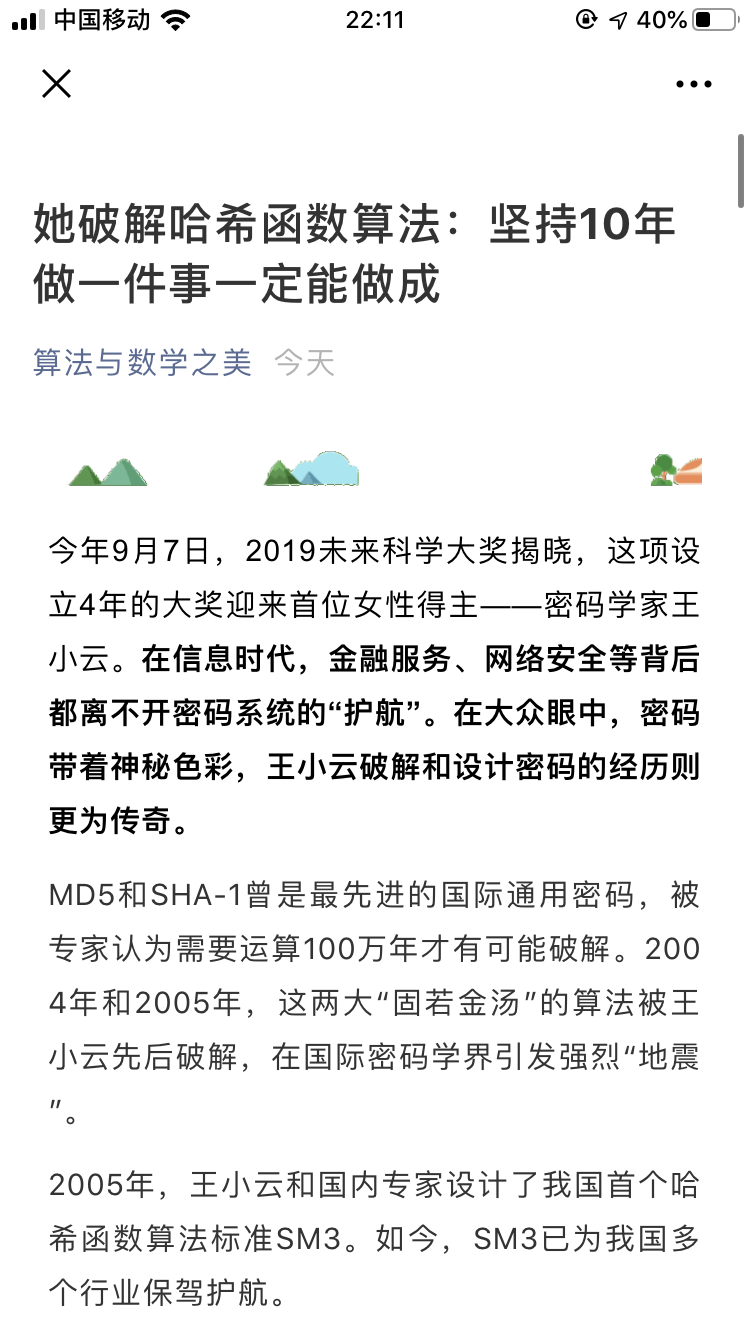 中国移动 22:11 40%
她破解哈希函数算法：坚持10年
做一件事一定能做成
算法与数学之美 今天
今年9月7日，2019未来科学大奖揭晓，这项设
立4年的大奖迎来首位女性得主——密码学家王
小云。在信息时代，金融服务、网络安全等背后
都离不开密码系统的“护航”。在大众眼中，密码
带着神秘色彩，王小云破解和设计密码的经历则
更为传奇。
MD5和SHA-1曾是最先进的国际通用密码，被
专家认为需要运算100万年才有可能破解。200
4年和2005年，这两大“固若金汤”的算法被王
小云先后破解，在国际密码学界引发强烈“地震
”。
2005年，王小云和国内专家设计了我国首个哈
希函数算法标准SM3。如今，SM3已为我国多
个行业保驾护航。